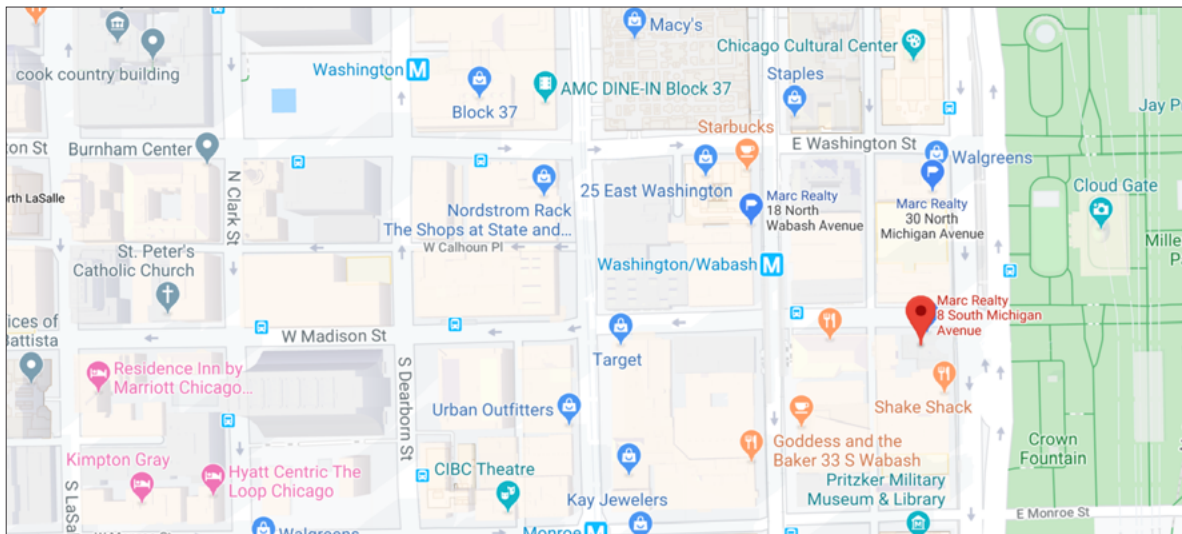 Macy's
Chicago Cultural Center
cook country building
Washington
M
AMC DINE-IN Block 37
Staples
Block 37
Jay P
Starbucks
ton St
Burnham Center
E Washington St
Walgreens
N Clark St
orth LaSalle
25 East Washington
Marc Realty
18 North
Wabash Avenue
Marc Realty
30 North
Michigan Avenue
Cloud Gate
Nordstrom Rack
The Shops at State and...
W Calhoun Pl
St. Peter's
Catholic Church
Mille
Pa
Washington/Wabash
M
Marc Realty
8 South Michigan
Avenue
ices of
Battista
W Madison St
Target
Residence Inn by
Marriott Chicago...
S Dearborn St
Urban Outfitters
Shake Shack
Goddess and the
Baker 33 S Wabash
Crown
Fountain
Kimpton Gray
Hyatt Centric The
Loop Chicago
CIBC Theatre
Pritzker Military
Museum & Library
S LaSa
Kay Jewelers
E Monroe St
Walgreens
Monroe
M